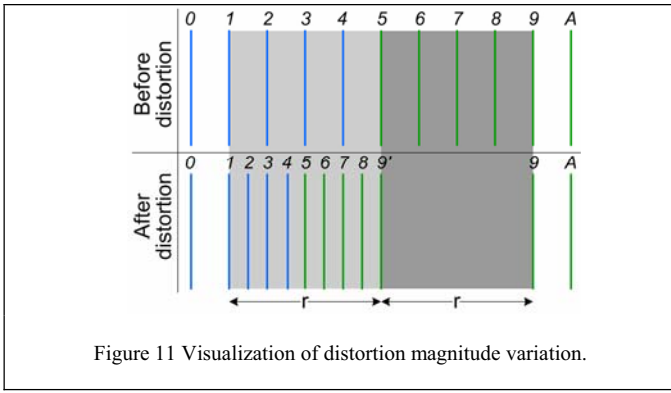 0 1 2 3 4 5 6 7 8 9 A
Before
distortion
0 1 2 3 4 5 6 7 8 9' 9 A
After
distortion
r r
Figure 11 Visualization of distortion magnitude variation.